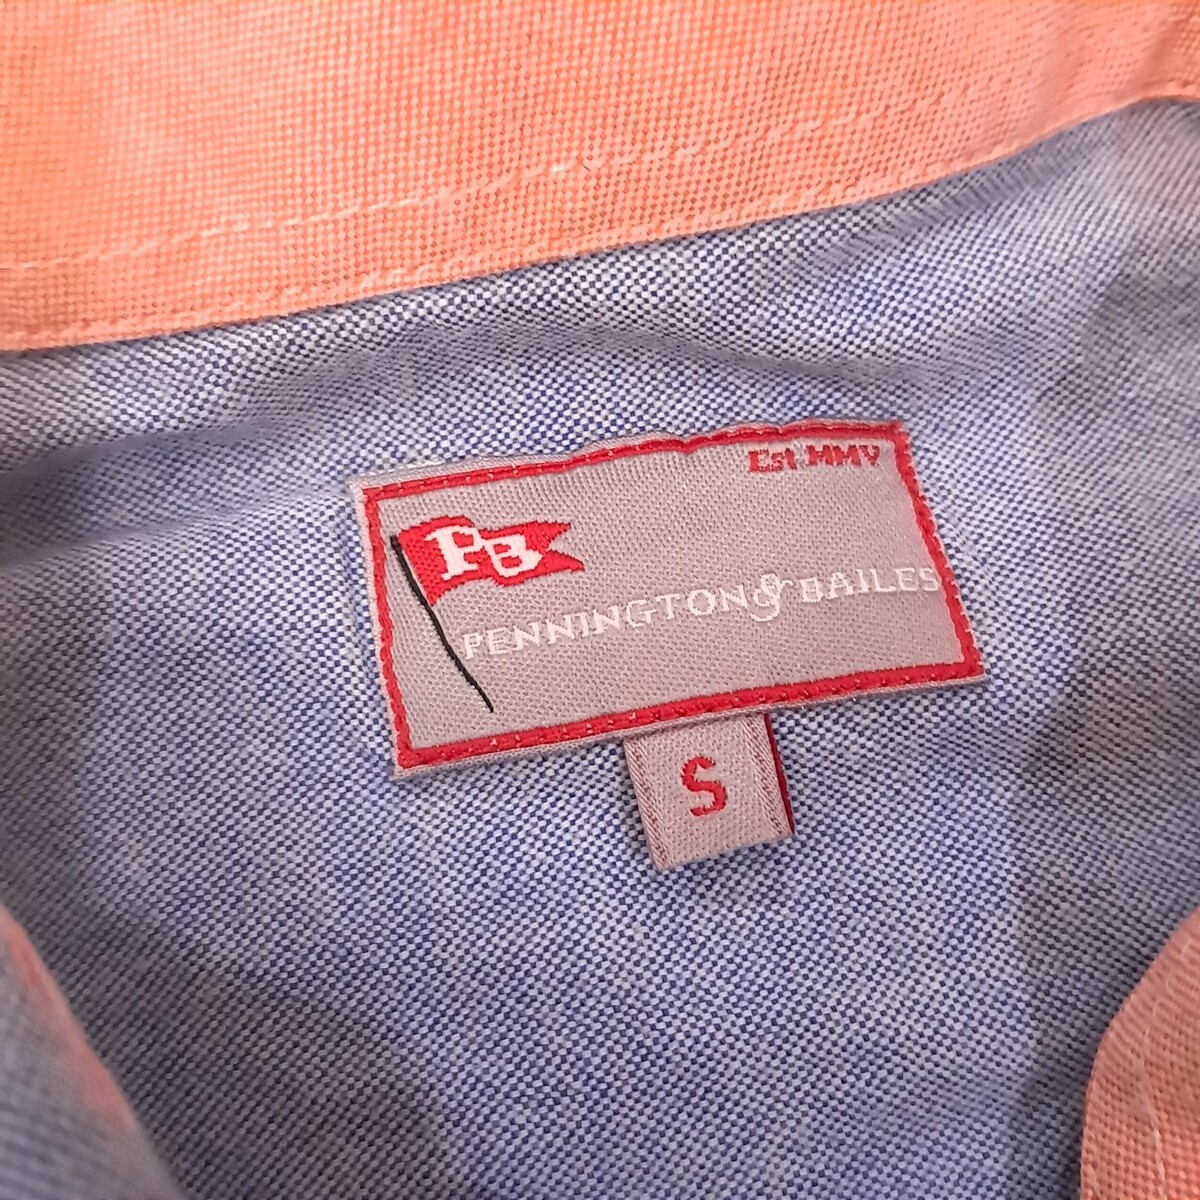 Est MMV
PB
PENNINGTON & BAILES
S